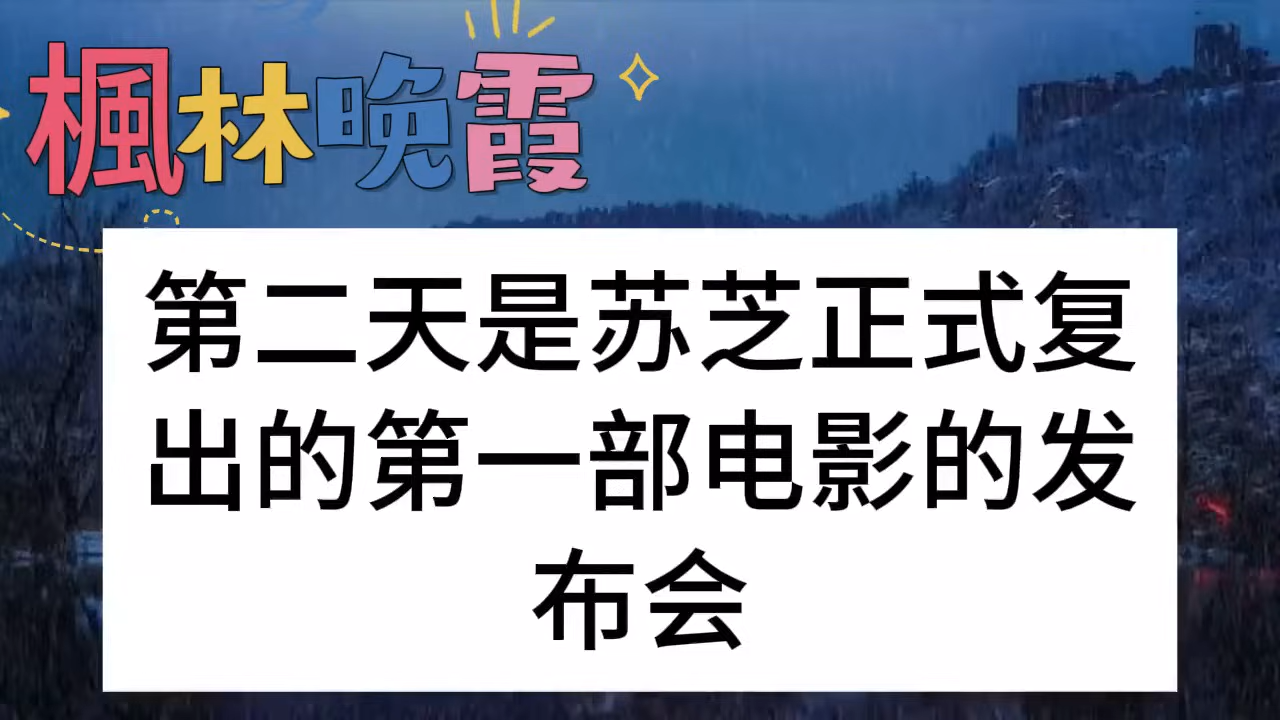 楓林晚霞
第二天是苏芝正式复
出的第一部电影的发
布会